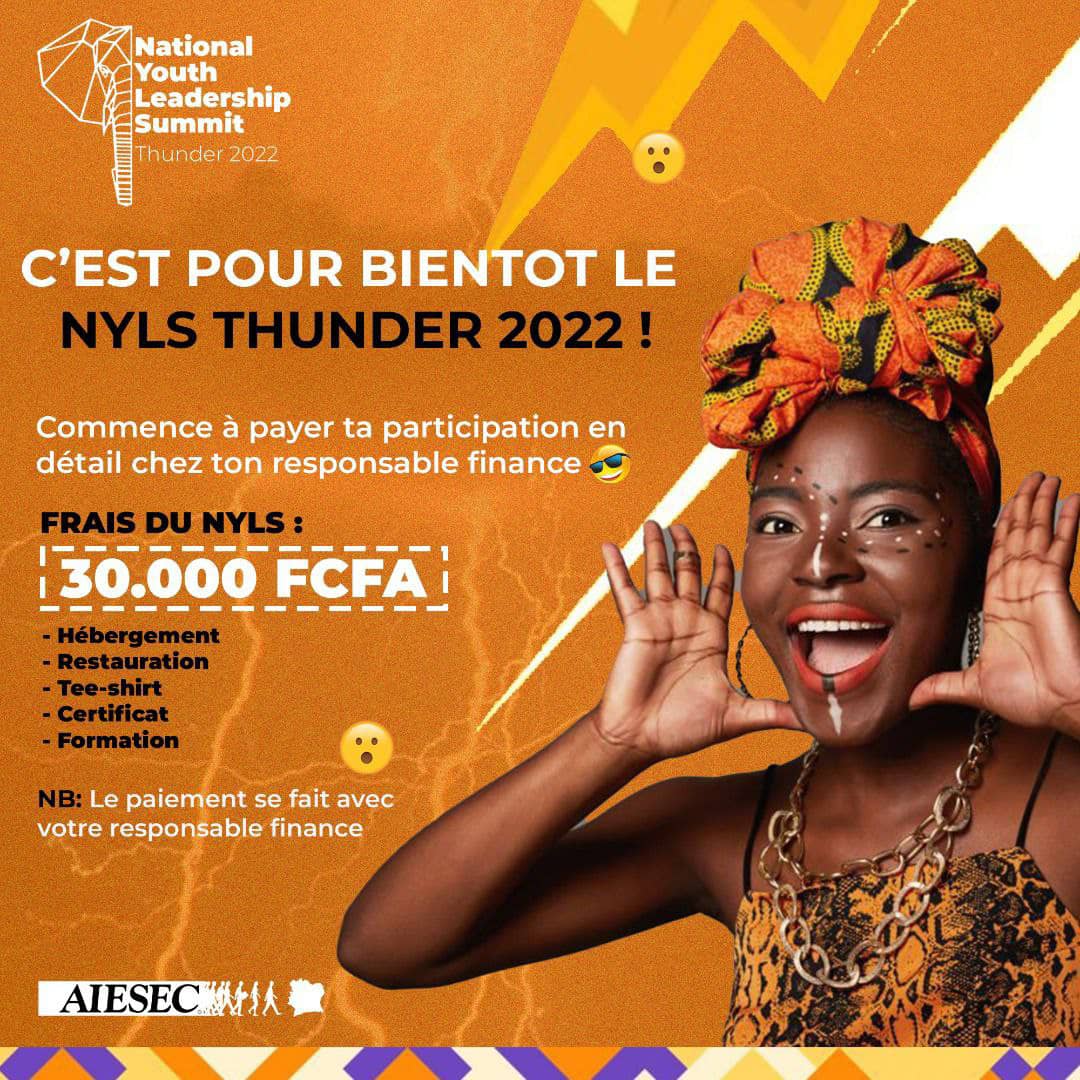 National
Youth
Leadership
Summit
Thunder 2022
C'EST POUR BIENTOT LE
NYLS THUNDER 2022 !
Commence à payer ta participation en
détail chez ton responsable finance
FRAIS DU NYLS :
30.000 FCFA
- Hébergement
- Restauration
- Tee-shirt
- Certificat
- Formation
NB: Le paiement se fait avec
votre responsable finance
AIESEC